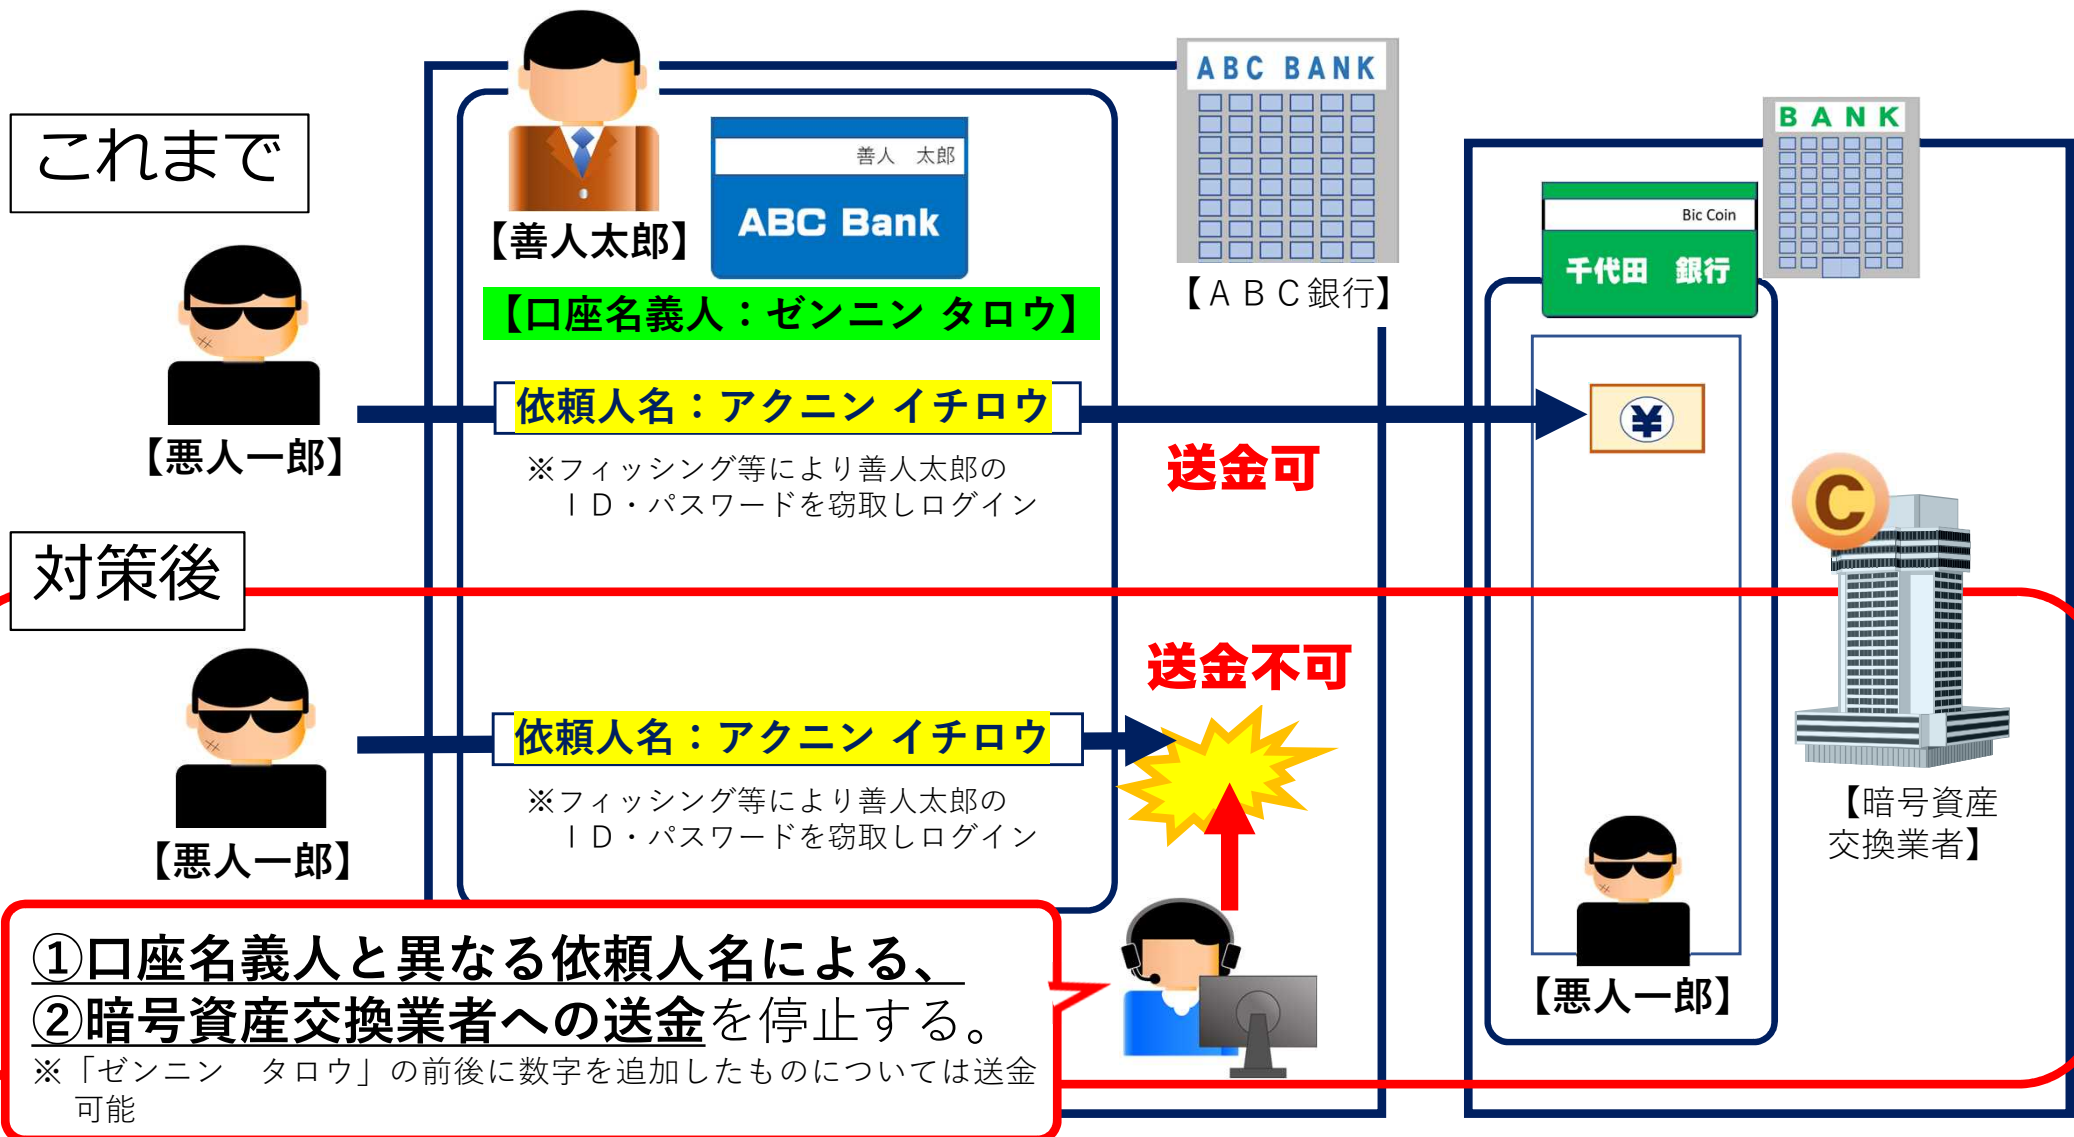 これまで
ABC BANK
BANK
善人 太郎
ABC Bank
【善人太郎】
Bic Coin
千代田 銀行
【ＡＢＣ銀行】
【口座名義人：ゼンニン タロウ】
依頼人名：アクニン イチロウ
¥
【悪人一郎】
※フィッシング等により善人太郎の
ＩＤ・パスワードを窃取しログイン
送金可
C
対策後
送金不可
依頼人名：アクニン イチロウ
※フィッシング等により善人太郎の
ＩＤ・パスワードを窃取しログイン
【悪人一郎】
【暗号資産
交換業者】
①口座名義人と異なる依頼人名による、
②暗号資産交換業者への送金を停止する。
※「ゼンニン　タロウ」の前後に数字を追加したものについては送金
可能
【悪人一郎】